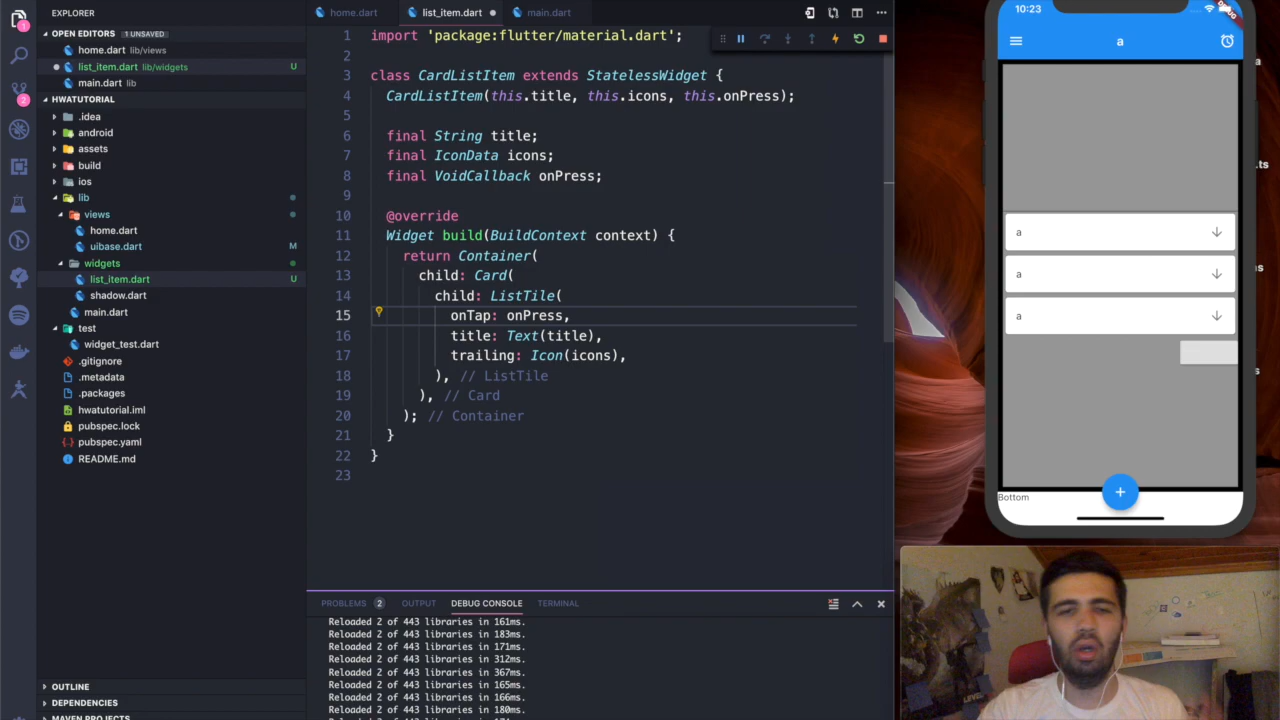 EXPLORER
OPEN EDITORS 1 UNSAVED
home.dart lib/views
list_item.dart lib/widgets U
main.dart lib
HWATUTORIAL
.idea
android
assets
build
ios
lib
views
home.dart
uibase.dart M
widgets
list_item.dart U
shadow.dart
main.dart
test
widget_test.dart
.gitignore
.metadata
.packages
hwatutorial.iml
pubspec.lock
pubspec.yaml
README.md
OUTLINE
DEPENDENCIES
MAVEN PROJECTS
1
2
home.dart list_item.dart main.dart
1 import 'package:flutter/material.dart';
2
3 class CardListItem extends StatelessWidget {
4 CardListItem(this.title, this.icons, this.onPress);
5
6 final String title;
7 final IconData icons;
8 final VoidCallback onPress;
9
10 @override
11 Widget build(BuildContext context) {
12 return Container(
13 child: Card(
14 child: ListTile(
15 onTap: onPress,
16 title: Text(title),
17 trailing: Icon(icons),
18 ), // ListTile
19 ), // Card
20 ); // Container
21 }
22 }
23
PROBLEMS 2 OUTPUT DEBUG CONSOLE TERMINAL
Reloaded 2 of 443 libraries in 161ms.
Reloaded 2 of 443 libraries in 183ms.
Reloaded 2 of 443 libraries in 171ms.
Reloaded 2 of 443 libraries in 312ms.
Reloaded 2 of 443 libraries in 367ms.
Reloaded 2 of 443 libraries in 165ms.
Reloaded 2 of 443 libraries in 166ms.
Reloaded 2 of 443 libraries in 180ms.
10:23
a
a
a
a
Bottom